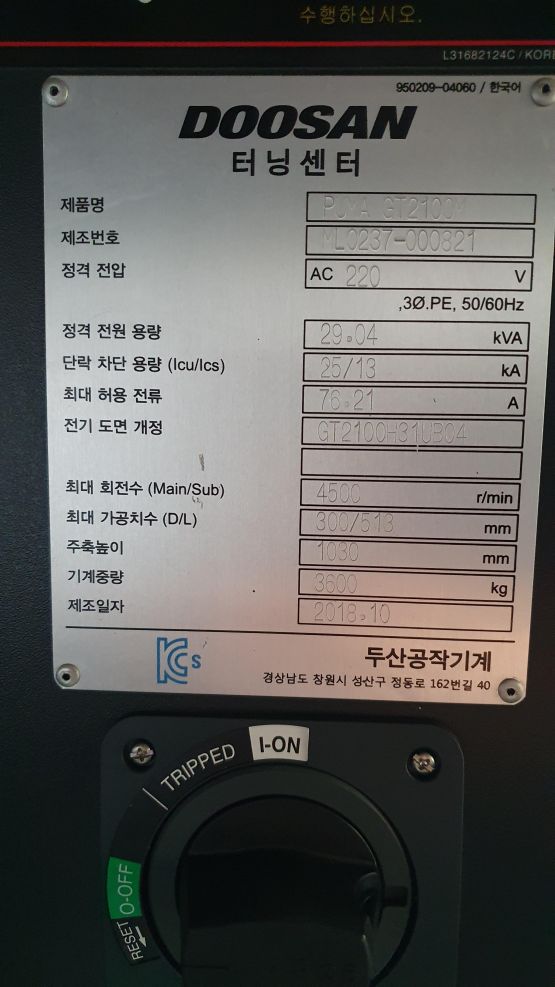 수행하십시오.
L31682124C / KOR
950209-04060 / 한국어
DOOSAN
터닝센터
제품명 PUMA GT2100M
제조번호 ML0237-000821
정격 전압 AC 220 V
,3Ø.PE, 50/60Hz
정격 전원 용량 29.04 kVA
단락 차단 용량 (Icu/Ics) 25/13 kA
최대 허용 전류 76.21 A
전기 도면 개정 GT2100H31UB04
최대 회전수 (Main/Sub) 4500 r/min
최대 가공치수 (D/L) 300/513 mm
주축높이 1030 mm
기계중량 3600 kg
제조일자 2018.10
KCs 두산공작기계
경상남도 창원시 성산구 정동로 162번길 40
TRIPPED I-ON
O-OFF
RESET